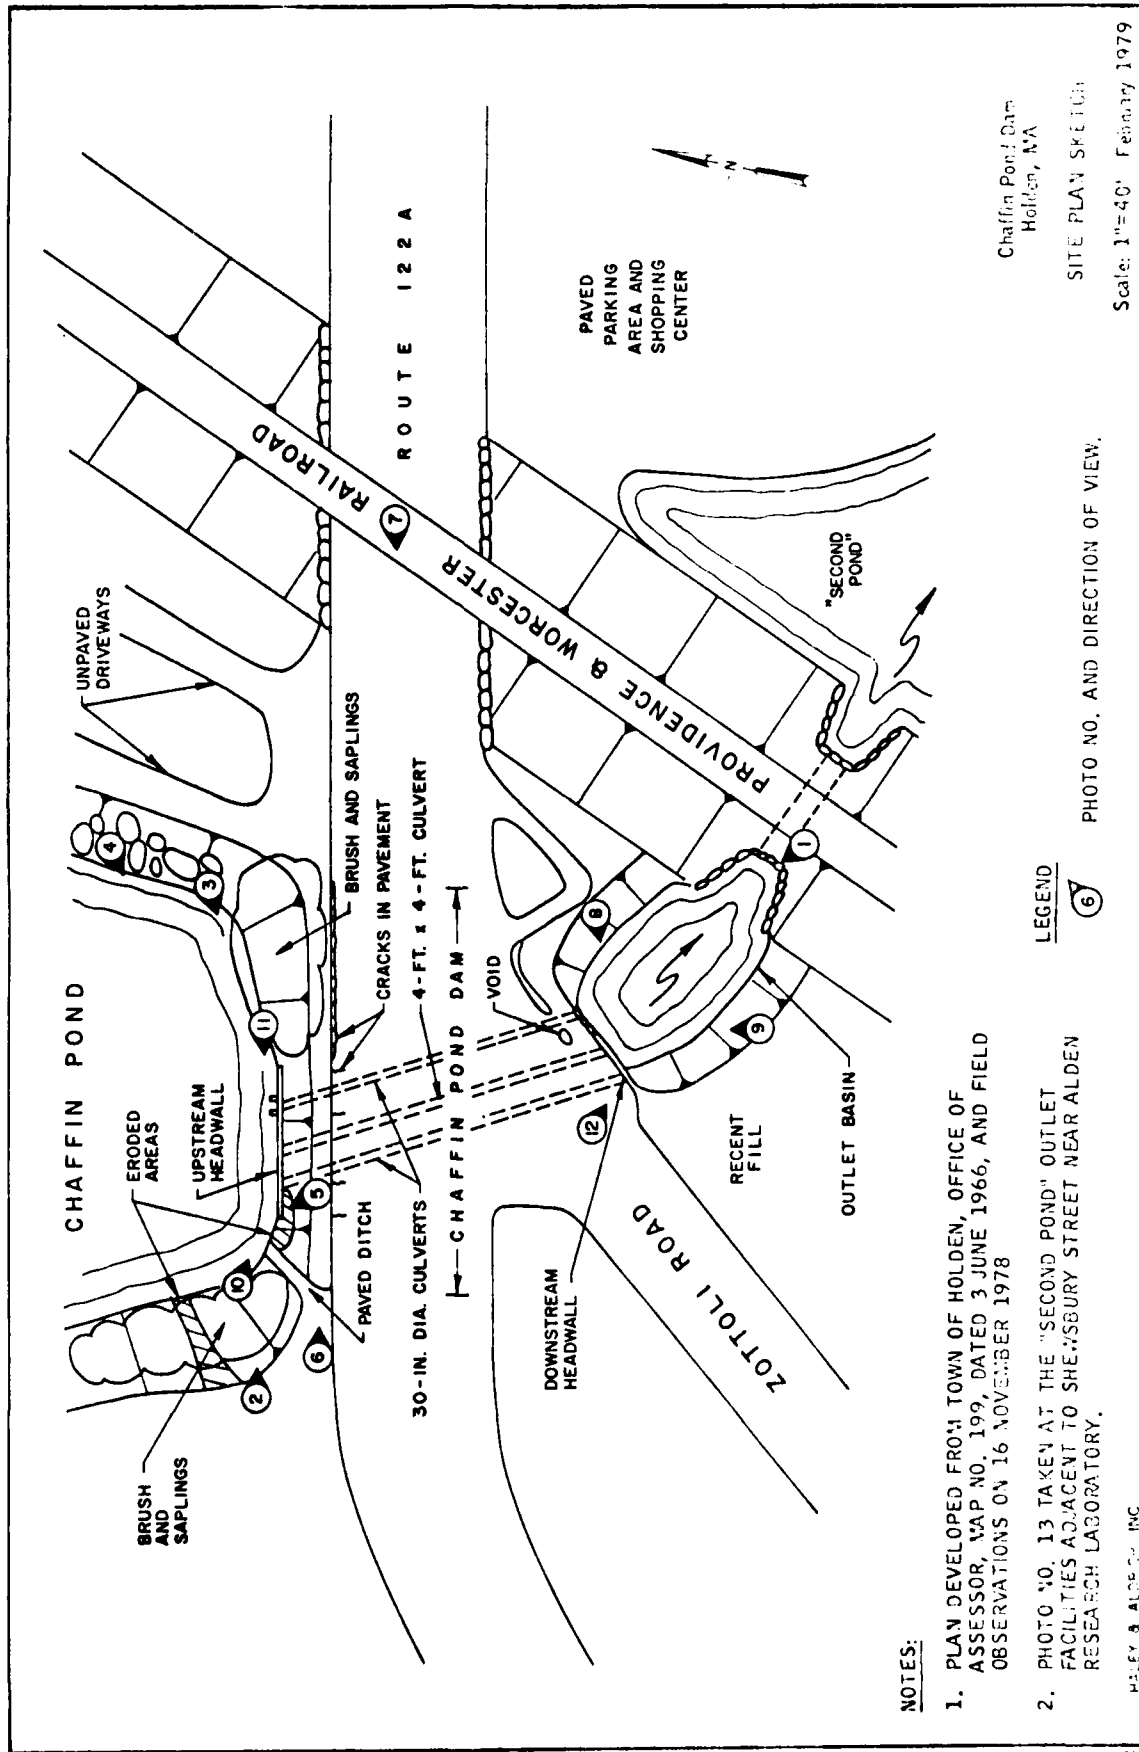 CHAFFIN POND
BRUSH
AND
SAPLINGS
ERODED
AREAS
UPSTREAM
HEADWALL
UNPAVED
DRIVEWAYS
2
10
5
11
3
4
6
PAVED DITCH
BRUSH AND SAPLINGS
CRACKS IN PAVEMENT
30-IN. DIA. CULVERTS
4-FT. x 4-FT. CULVERT
CHAFFIN POND DAM
ROUTE 122 A
7
PROVIDENCE & WORCESTER RAILROAD
VOID
DOWNSTREAM
HEADWALL
12
8
9
1
ZOTTOLI ROAD
RECENT
FILL
OUTLET BASIN
"SECOND
POND"
PAVED
PARKING
AREA AND
SHOPPING
CENTER
N
NOTES:
1. PLAN DEVELOPED FROM TOWN OF HOLDEN, OFFICE OF
ASSESSOR, MAP NO. 199, DATED 3 JUNE 1966, AND FIELD
OBSERVATIONS ON 16 NOVEMBER 1978
2. PHOTO NO. 13 TAKEN AT THE "SECOND POND" OUTLET
FACILITIES ADJACENT TO SHEWSBURY STREET NEAR ALDEN
RESEARCH LABORATORY.
LEGEND
6 PHOTO NO. AND DIRECTION OF VIEW.
Chaffin Pond Dam
Holden, MA
SITE PLAN SKETCH
Scale: 1"=40' February 1979
HALEY & ALDRICH, INC.